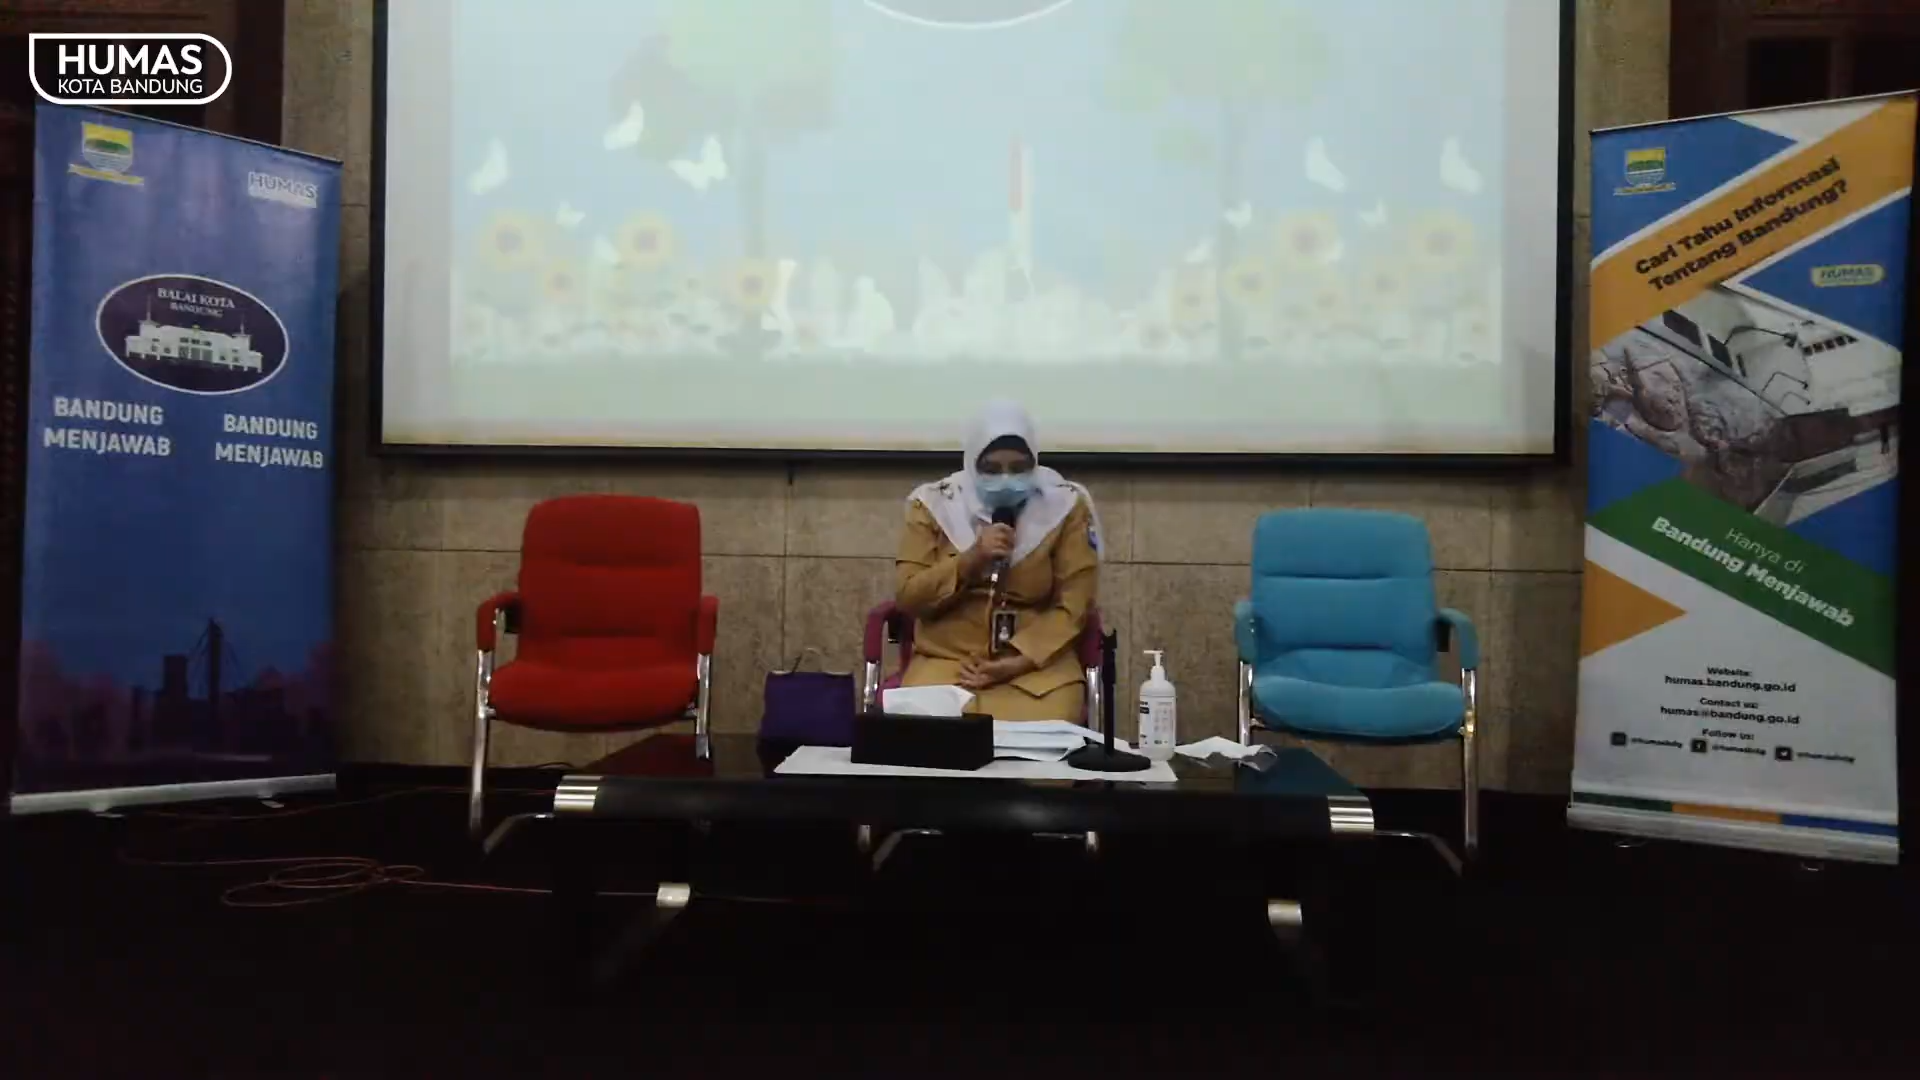 HUMAS
KOTA BANDUNG
HUMAS
BALAI KOTA
BANDUNG
BANDUNG
MENJAWAB
BANDUNG
MENJAWAB
Cari Tahu Informasi
Tentang Bandung?
HUMAS
Hanya di
Bandung Menjawab
Website:
humas.bandung.go.id
Contact us:
humas@bandung.go.id
Follow us: